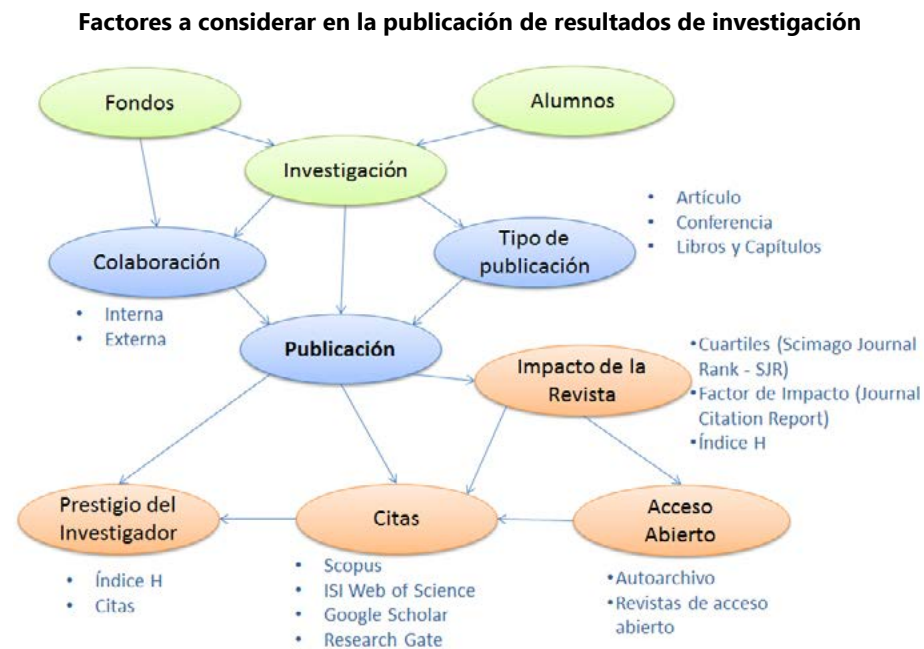 Factores a considerar en la publicación de resultados de investigación
Fondos
Alumnos
Investigación
• Artículo
• Conferencia
• Libros y Capítulos
Tipo de
publicación
Colaboración
• Interna
• Externa
Publicación
Impacto de la
Revista
•Cuartiles (Scimago Journal
Rank - SJR)
•Factor de Impacto (Journal
Citation Report)
•Índice H
Prestigio del
Investigador
Citas
Acceso
Abierto
• Índice H
• Citas
• Scopus
• ISI Web of Science
• Google Scholar
• Research Gate
•Autoarchivo
•Revistas de acceso
abierto